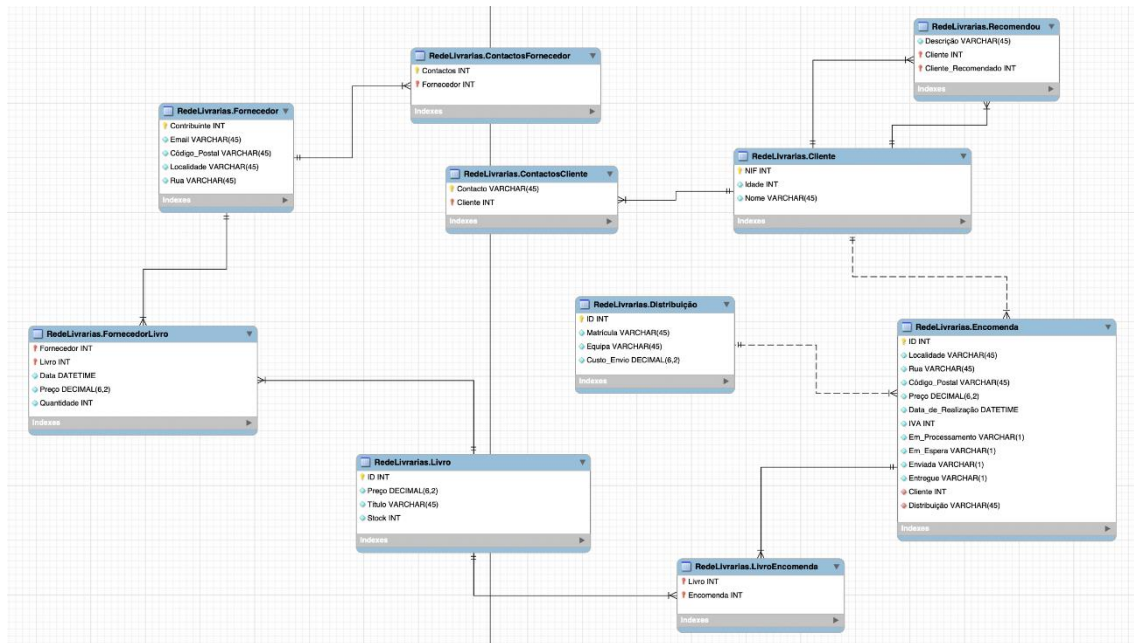 RedeLivrarias.Recomendou
Descrição VARCHAR(45)
Cliente INT
Cliente_Recomendado INT
Indexes
RedeLivrarias.ContactosFornecedor
Contactos INT
Fornecedor INT
Indexes
RedeLivrarias.Fornecedor
Contribuinte INT
Email VARCHAR(45)
Código_Postal VARCHAR(45)
Localidade VARCHAR(45)
Rua VARCHAR(45)
Indexes
RedeLivrarias.Cliente
NIF INT
Idade INT
Nome VARCHAR(45)
Indexes
RedeLivrarias.ContactosCliente
Contacto VARCHAR(45)
Cliente INT
Indexes
RedeLivrarias.Distribuição
ID INT
Matrícula VARCHAR(45)
Equipa VARCHAR(45)
Custo_Envio DECIMAL(6,2)
Indexes
RedeLivrarias.Encomenda
ID INT
Localidade VARCHAR(45)
Rua VARCHAR(45)
Código_Postal VARCHAR(45)
Preço DECIMAL(6,2)
Data_de_Realização DATETIME
IVA INT
Em_Processamento VARCHAR(1)
Em_Espera VARCHAR(1)
Enviada VARCHAR(1)
Entregue VARCHAR(1)
Cliente INT
Distribuição VARCHAR(45)
Indexes
RedeLivrarias.FornecedorLivro
Fornecedor INT
Livro INT
Data DATETIME
Preço DECIMAL(6,2)
Quantidade INT
Indexes
RedeLivrarias.Livro
ID INT
Preço DECIMAL(6,2)
Título VARCHAR(45)
Stock INT
Indexes
RedeLivrarias.LivroEncomenda
Livro INT
Encomenda INT
Indexes